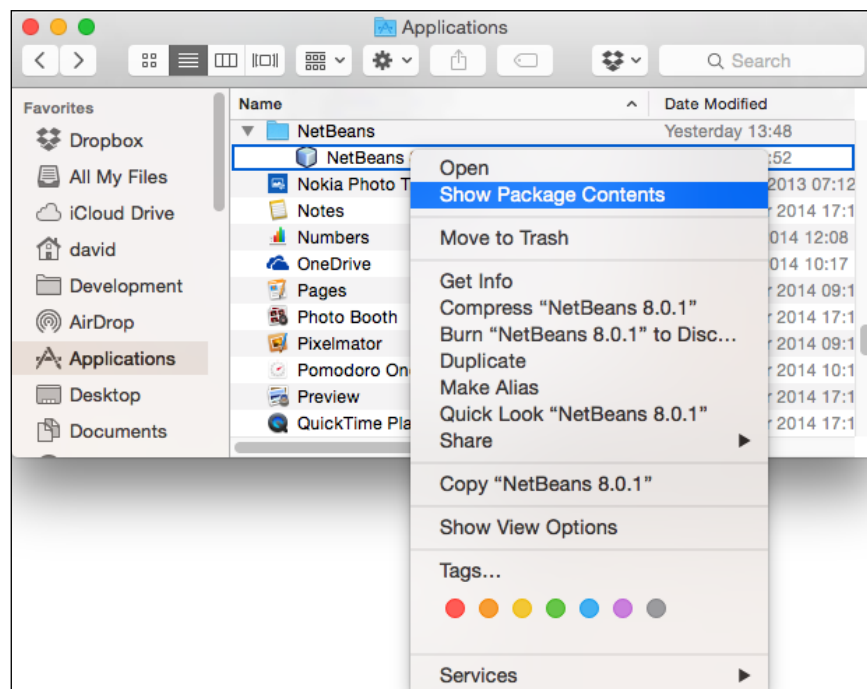 Applications
Search
Favorites
Dropbox
All My Files
iCloud Drive
david
Development
AirDrop
Applications
Desktop
Documents
Name Date Modified
NetBeans Yesterday 13:48
NetBeans :52
Nokia Photo T 2013 07:12
Notes 2014 17:1
Numbers 014 12:08
OneDrive 014 10:17
Pages 2014 09:1
Photo Booth 2014 17:1
Pixelmator 2014 09:1
Pomodoro On 2014 10:1
Preview 2014 17:1
QuickTime Pla 2014 17:1
Open
Show Package Contents
Move to Trash
Get Info
Compress “NetBeans 8.0.1”
Burn “NetBeans 8.0.1” to Disc...
Duplicate
Make Alias
Quick Look “NetBeans 8.0.1”
Share
Copy “NetBeans 8.0.1”
Show View Options
Tags...
Services